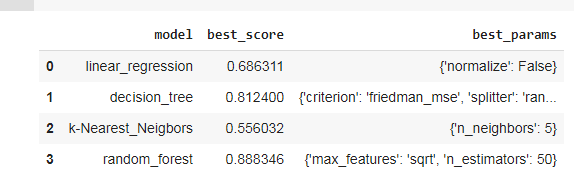 model best_score best_params
0 linear_regression 0.686311 {'normalize': False}
1 decision_tree 0.812400 {'criterion': 'friedman_mse', 'splitter': 'ran...
2 k-Nearest_Neigbors 0.556032 {'n_neighbors': 5}
3 random_forest 0.888346 {'max_features': 'sqrt', 'n_estimators': 50}